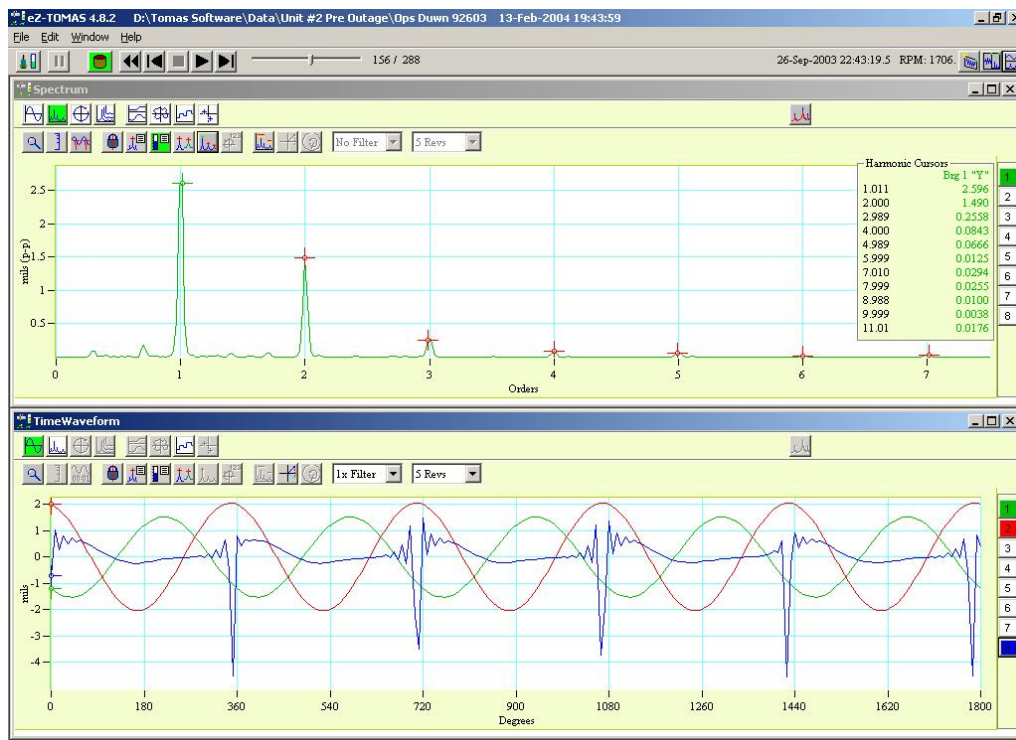 eZ-TOMAS 4.8.2 D:\Tomas Software\Data\Unit #2 Pre Outage\Ops Duwn 92603 13-Feb-2004 19:43:59
File Edit Window Help
156 / 288 26-Sep-2003 22:43:19.5 RPM: 1706.
Spectrum
No Filter 5 Revs
Harmonic Cursors
Brg 1 "Y"
1.011 2.596
2.000 1.490
2.989 0.2558
4.000 0.0843
4.989 0.0666
5.999 0.0125
7.010 0.0294
7.999 0.0255
8.988 0.0100
9.999 0.0038
11.01 0.0176
2.5
2
1.5
1
0.5
mils (p-p)
0 1 2 3 4 5 6 7
Orders
1
2
3
4
5
6
7
8
TimeWaveform
1x Filter 5 Revs
2
1
0
-1
-2
-3
-4
mils
0 180 360 540 720 900 1080 1260 1440 1620 1800
Degrees
1
2
3
4
5
6
7